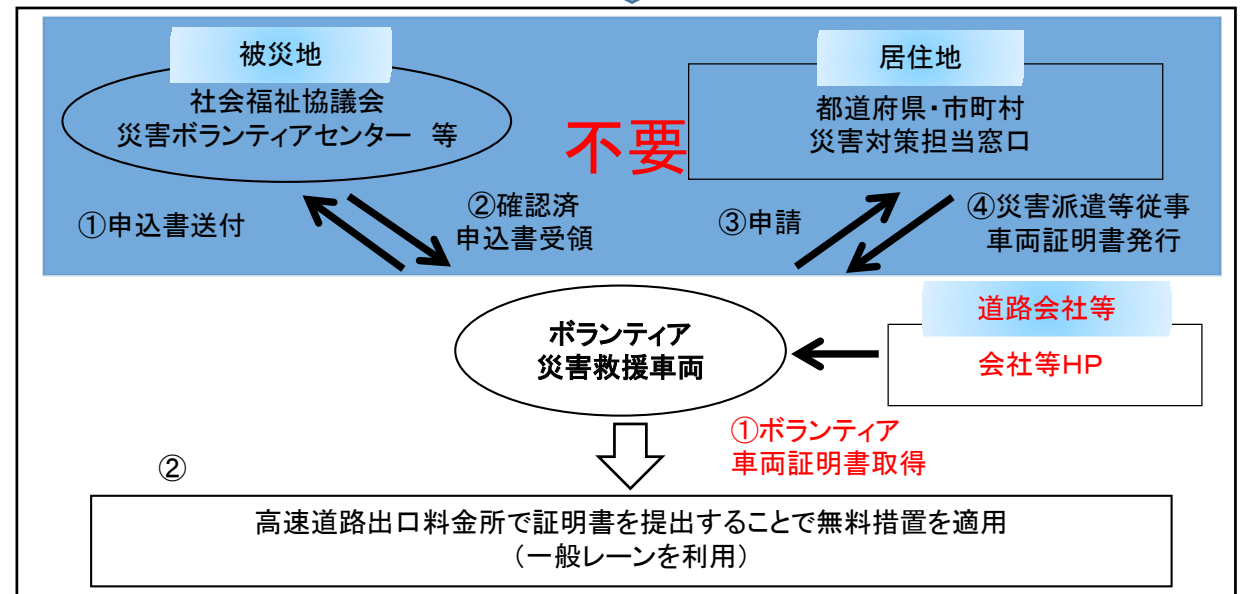 被災地
社会福祉協議会
災害ボランティアセンター 等
不要
居住地
都道府県・市町村
災害対策担当窓口
①申込書送付
②確認済
申込書受領
③申請
④災害派遣等従事
車両証明書発行
ボランティア
災害救援車両
道路会社等
会社等HP
①ボランティア
車両証明書取得
②
高速道路出口料金所で証明書を提出することで無料措置を適用
（一般レーンを利用）